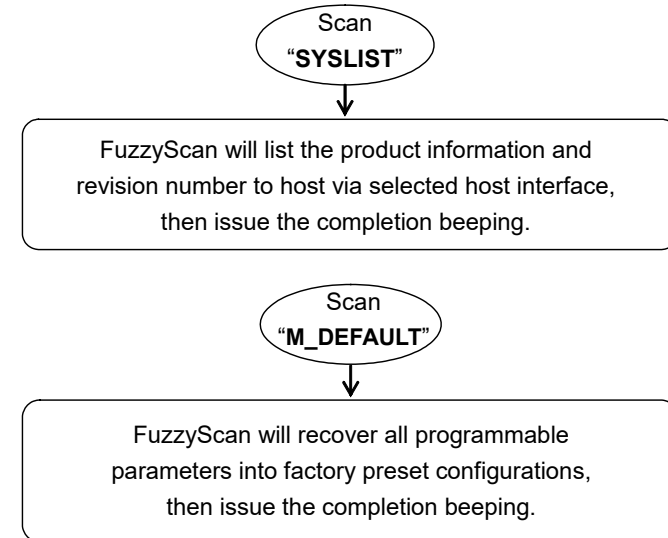 Scan
“SYSLIST”
FuzzyScan will list the product information and
revision number to host via selected host interface,
then issue the completion beeping.
Scan
“M_DEFAULT”
FuzzyScan will recover all programmable
parameters into factory preset configurations,
then issue the completion beeping.